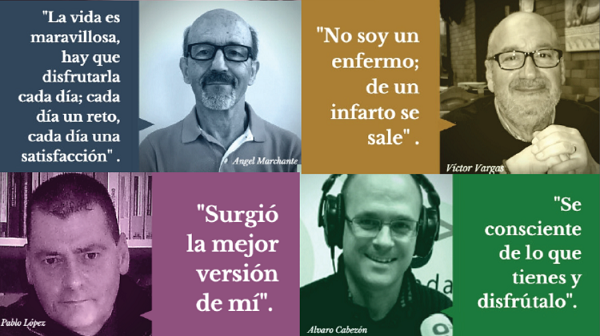 "La vida es
maravillosa,
hay que
disfrutarla
cada día; cada
día un reto,
cada día una
satisfacción" .
Angel Marchante
"No soy un
enfermo;
de un
infarto se
sale" .
Víctor Vargas
"Surgió
la mejor
versión
de mí".
Pablo López
"Se
consciente
de lo que
tienes y
disfrútalo".
Alvaro Cabezón